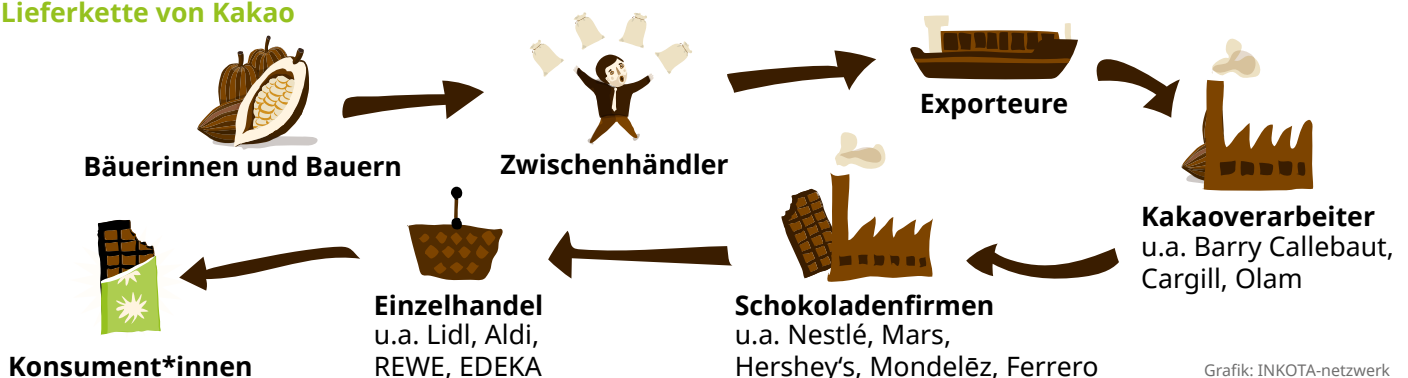 Lieferkette von Kakao
Bäuerinnen und Bauern
Zwischenhändler
Exporteure
Kakaoverarbeiter
u.a. Barry Callebaut,
Cargill, Olam
Schokoladenfirmen
u.a. Nestlé, Mars,
Hershey‘s, Mondelēz, Ferrero
Einzelhandel
u.a. Lidl, Aldi,
REWE, EDEKA
Konsument*innen
Grafik: INKOTA-netzwerk